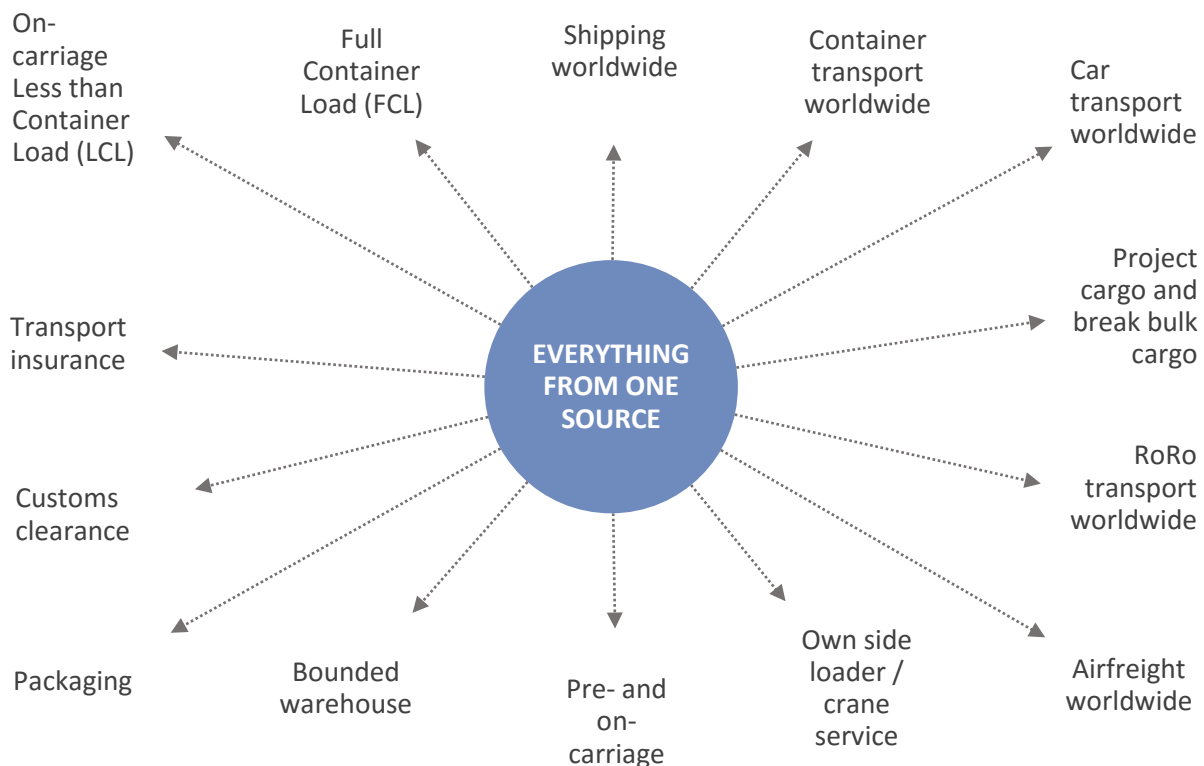 On-
carriage
Less than
Container
Load (LCL)
Full
Container
Load (FCL)
Shipping
worldwide
Container
transport
worldwide
Car
transport
worldwide
Transport
insurance
EVERYTHING
FROM ONE
SOURCE
Project
cargo and
break bulk
cargo
Customs
clearance
RoRo
transport
worldwide
Packaging
Bounded
warehouse
Pre- and
on-
carriage
Own side
loader /
crane
service
Airfreight
worldwide